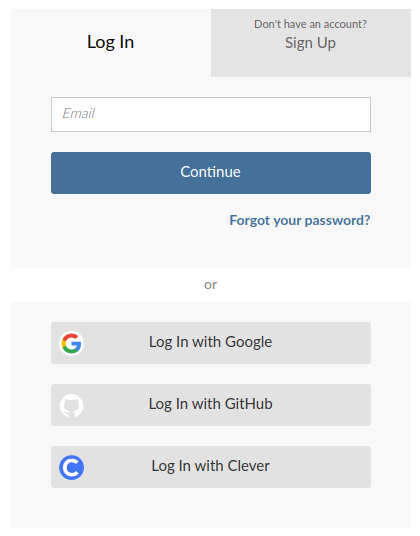 Log In
Don't have an account?
Sign Up
Email
Continue
Forgot your password?
or
Log In with Google
Log In with GitHub
Log In with Clever